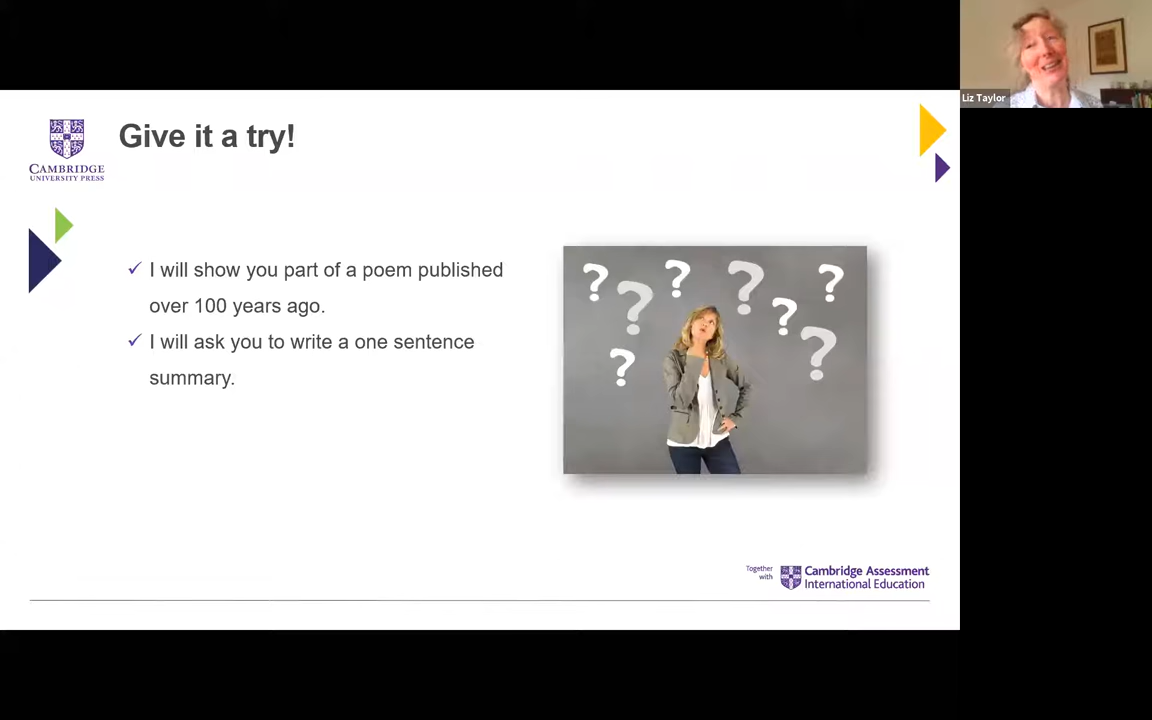 Liz Taylor
CAMBRIDGE
UNIVERSITY PRESS
Give it a try!
✓ I will show you part of a poem published
over 100 years ago.
✓ I will ask you to write a one sentence
summary.
? ? ? ? ? ? ? ?
Together
with
Cambridge Assessment
International Education